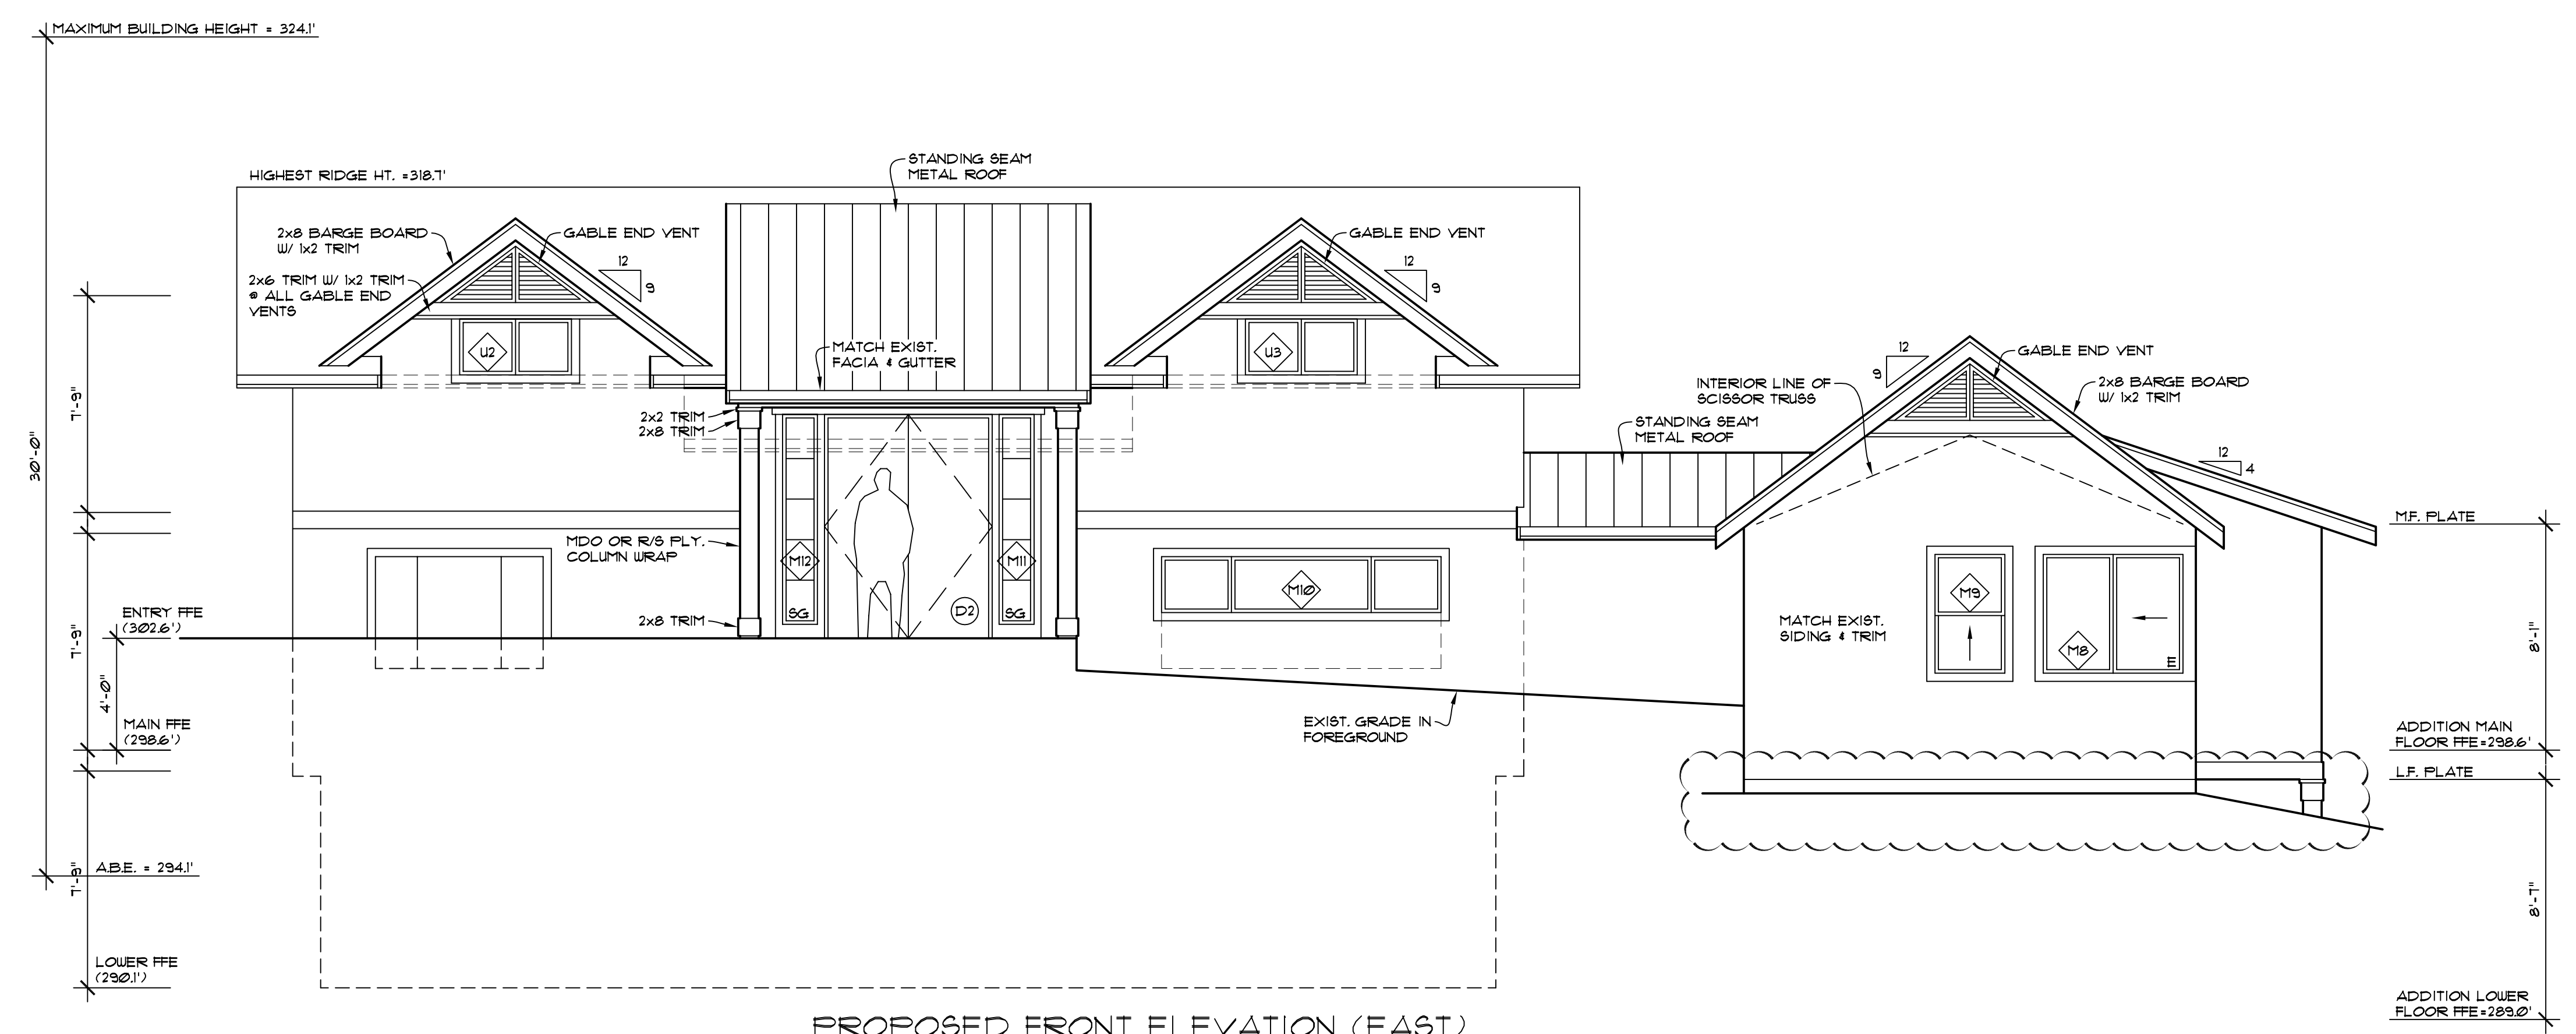 MAXIMUM BUILDING HEIGHT = 324.1'
HIGHEST RIDGE HT. =318.7'
STANDING SEAM
METAL ROOF
2x8 BARGE BOARD
W/ 1x2 TRIM
GABLE END VENT
12
9
2x6 TRIM W/ 1x2 TRIM
@ ALL GABLE END
VENTS
U2
MATCH EXIST.
FACIA & GUTTER
GABLE END VENT
12
9
U3
2x2 TRIM
2x8 TRIM
MDO OR R/S PLY.
COLUMN WRAP
2x8 TRIM
M12
SG
D2
M11
SG
M10
12
9
GABLE END VENT
INTERIOR LINE OF
SCISSOR TRUSS
2x8 BARGE BOARD
W/ 1x2 TRIM
STANDING SEAM
METAL ROOF
12
4
MATCH EXIST.
SIDING & TRIM
M9
M8
E
EXIST. GRADE IN
FOREGROUND
30'-0"
7'-9"
7'-9"
4'-0"
7'-9"
ENTRY FFE
(302.6')
MAIN FFE
(298.6')
A.B.E. = 294.1'
LOWER FFE
(290.1')
M.F. PLATE
8'-1"
ADDITION MAIN
FLOOR FFE=298.6'
L.F. PLATE
8'-7"
ADDITION LOWER
FLOOR FFE=289.0'
PROPOSED FRONT ELEVATION (EAST)